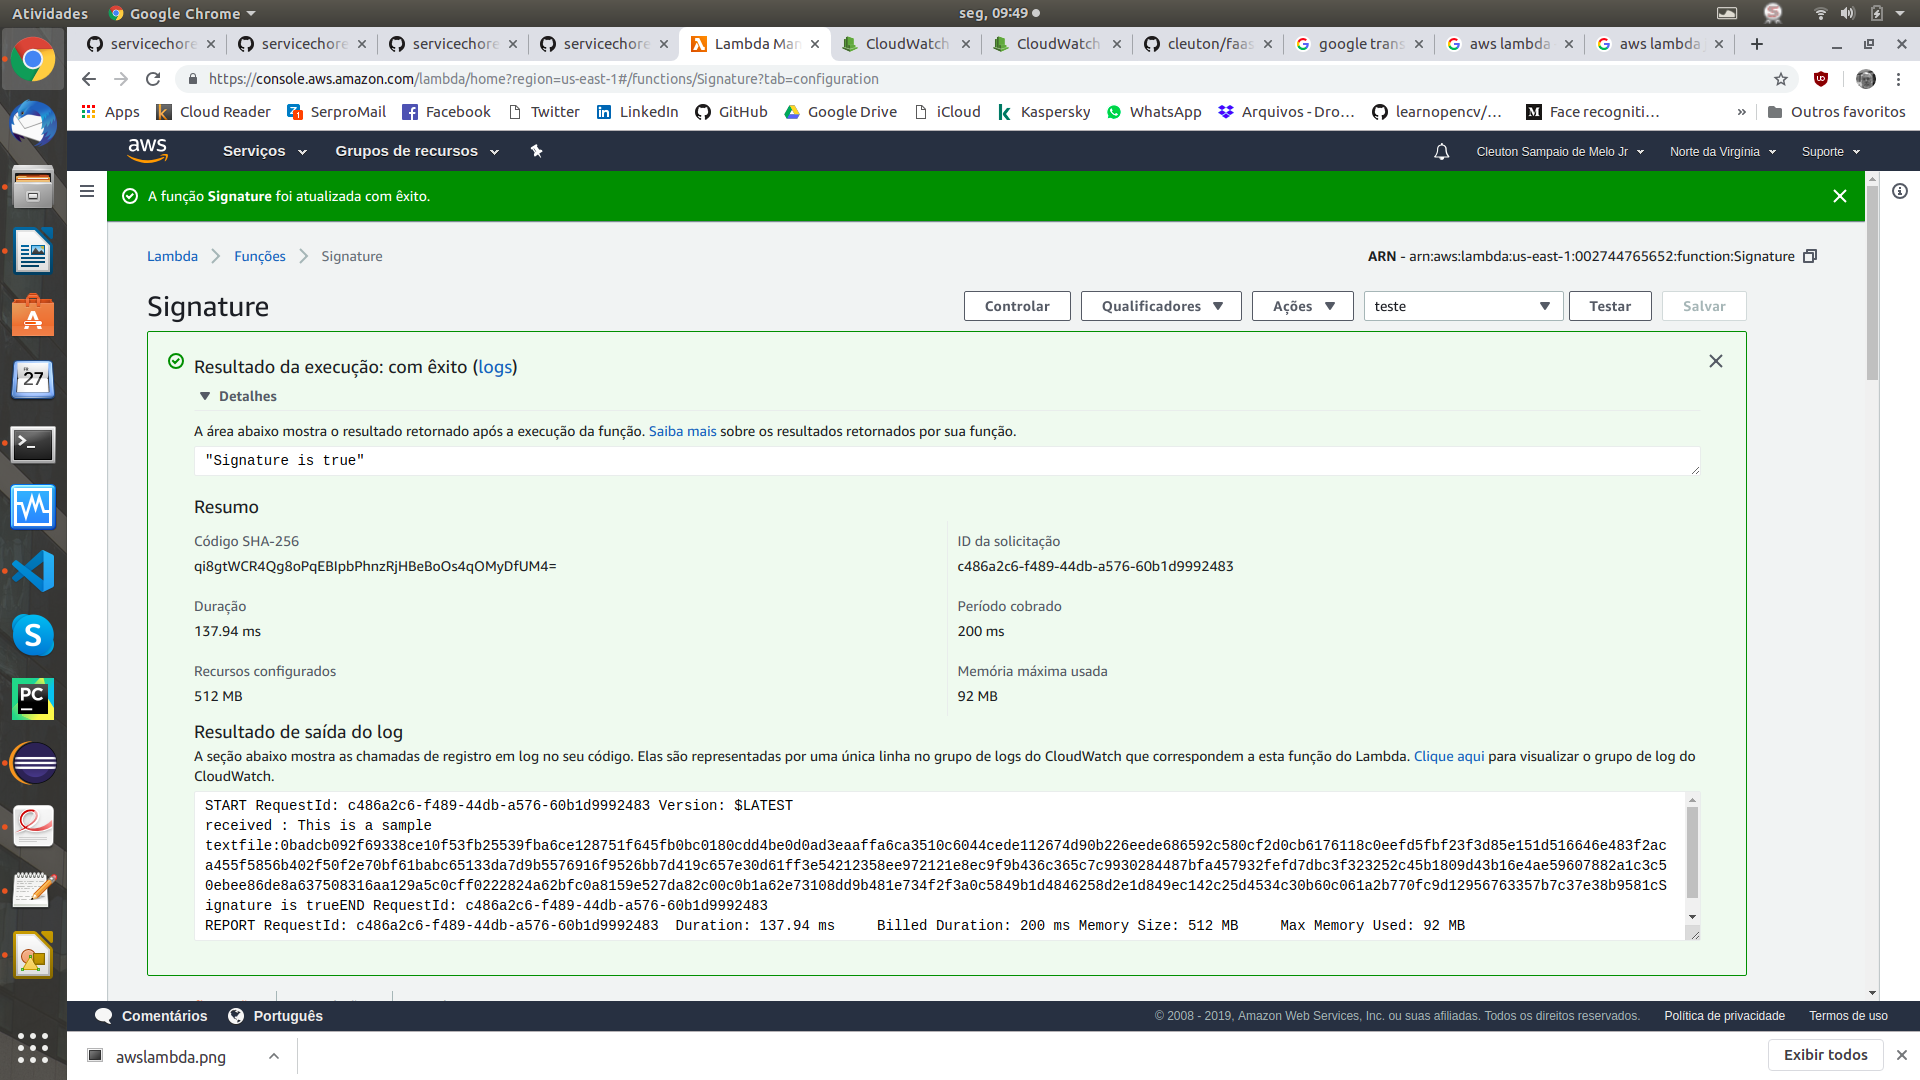 Atividades
Google Chrome
seg, 09:49
servicechore
servicechore
servicechore
servicechore
Lambda Man
CloudWatch
CloudWatch
cleuton/faas
google trans
aws lambda
aws lambda
https://console.aws.amazon.com/lambda/home?region=us-east-1#/functions/Signature?tab=configuration
Apps
Cloud Reader
SerproMail
Facebook
Twitter
LinkedIn
GitHub
Google Drive
iCloud
Kaspersky
WhatsApp
Arquivos - Dro...
learnopencv/...
Face recogniti...
»
Outros favoritos
aws
Serviços
Grupos de recursos
Cleuton Sampaio de Melo Jr
Norte da Virgínia
Suporte
A função Signature foi atualizada com êxito.
Lambda
Funções
Signature
ARN - arn:aws:lambda:us-east-1:002744765652:function:Signature
Signature
Controlar
Qualificadores
Ações
teste
Testar
Salvar
Resultado da execução: com êxito (logs)
Detalhes
A área abaixo mostra o resultado retornado após a execução da função. Saiba mais sobre os resultados retornados por sua função.
"Signature is true"
Resumo
Código SHA-256
qi8gtWCR4Qg8oPqEBIpbPhnzRjHBeBoOs4qOMyDfUM4=
ID da solicitação
c486a2c6-f489-44db-a576-60b1d9992483
Duração
137.94 ms
Período cobrado
200 ms
Recursos configurados
512 MB
Memória máxima usada
92 MB
Resultado de saída do log
A seção abaixo mostra as chamadas de registro em log no seu código. Elas são representadas por uma única linha no grupo de logs do CloudWatch que correspondem a esta função do Lambda. Clique aqui para visualizar o grupo de log do
CloudWatch.
START RequestId: c486a2c6-f489-44db-a576-60b1d9992483 Version: $LATEST
received : This is a sample
textfile:0badcb092f69338ce10f53fb25539fba6ce128751f645fb0bc0180cdd4be0d0ad3eaaffa6ca3510c6044cede112674d90b226eede686592c580cf2d0cb6176118c0eefd5fbf23f3d85e151d516646e483f2ac
a455f5856b402f50f2e70bf61babc65133da7d9b5576916f9526bb7d419c657e30d61ff3e54212358ee972121e8ec9f9b436c365c7c9930284487bfa457932fefd7dbc3f323252c45b1809d43b16e4ae59607882a1c3c5
0ebee86de8a637508316aa129a5c0cff0222824a62bfc0a8159e527da82c00c0b1a62e73108dd9b481e734f2f3a0c5849b1d4846258d2e1d849ec142c25d4534c30b60c061a2b770fc9d12956763357b7c37e38b9581cS
ignature is trueEND RequestId: c486a2c6-f489-44db-a576-60b1d9992483
REPORT RequestId: c486a2c6-f489-44db-a576-60b1d9992483 Duration: 137.94 ms Billed Duration: 200 ms Memory Size: 512 MB Max Memory Used: 92 MB
Comentários
Português
© 2008 - 2019, Amazon Web Services, Inc. ou suas afiliadas. Todos os direitos reservados.
Política de privacidade
Termos de uso
awslambda.png
Exibir todos
27
PC